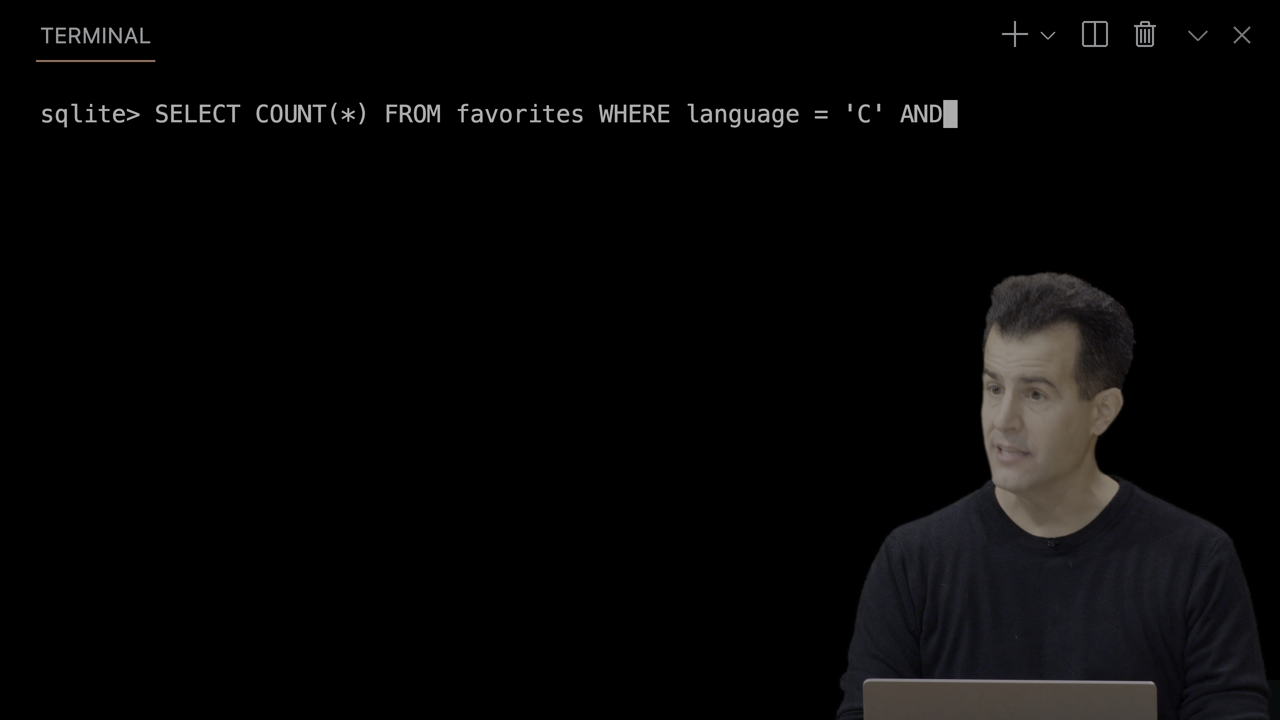 TERMINAL
sqlite> SELECT COUNT(*) FROM favorites WHERE language = 'C' AND